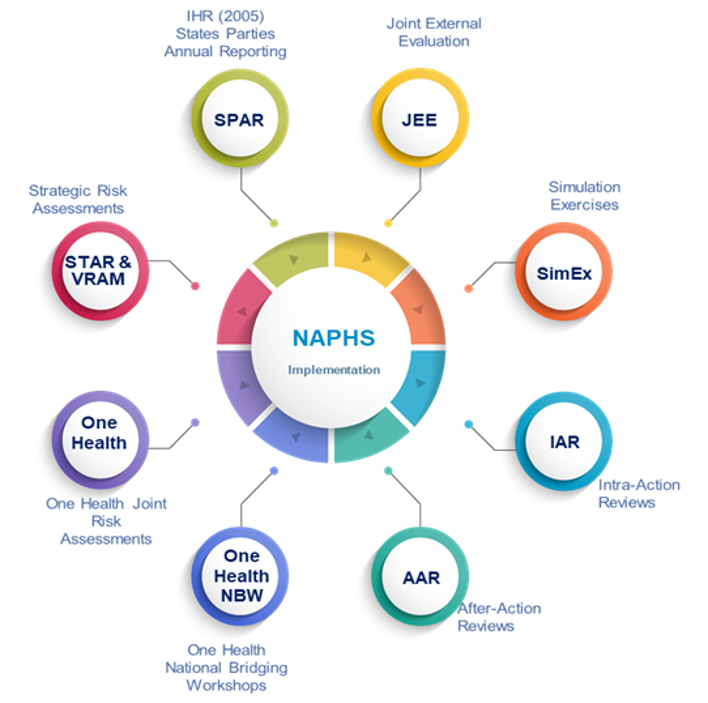 IHR (2005)
States Parties
Annual Reporting
Joint External
Evaluation
SPAR
JEE
Strategic Risk
Assessments
Simulation
Exercises
STAR &
VRAM
SimEx
NAPHS
Implementation
One
Health
IAR
One Health Joint
Risk
Assessments
Intra-Action
Reviews
One
Health
NBW
AAR
After-Action
Reviews
One Health
National Bridging
Workshops